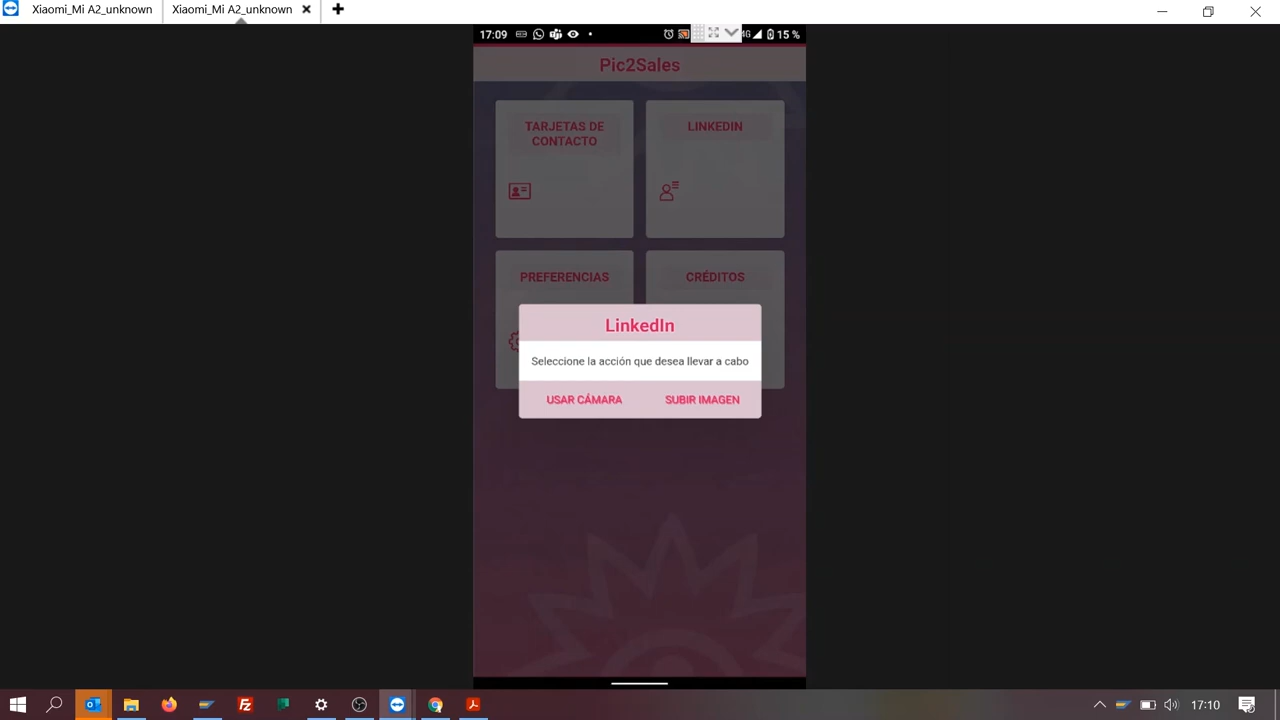 Xiaomi_Mi A2_unknown
Xiaomi_Mi A2_unknown
17:09
4G
15 %
Pic2Sales
TARJETAS DE
CONTACTO
LINKEDIN
PREFERENCIAS
CRÉDITOS
LinkedIn
Seleccione la acción que desea llevar a cabo
USAR CÁMARA
SUBIR IMAGEN
17:10